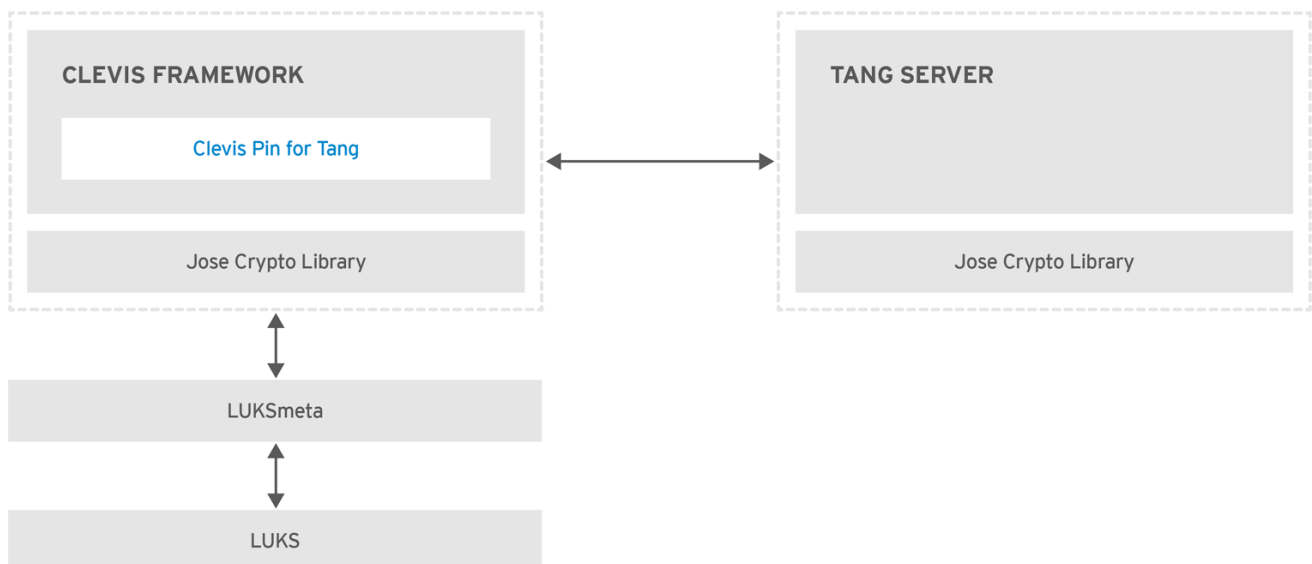 CLEVIS FRAMEWORK
Clevis Pin for Tang
Jose Crypto Library
LUKSmeta
LUKS
TANG SERVER
Jose Crypto Library